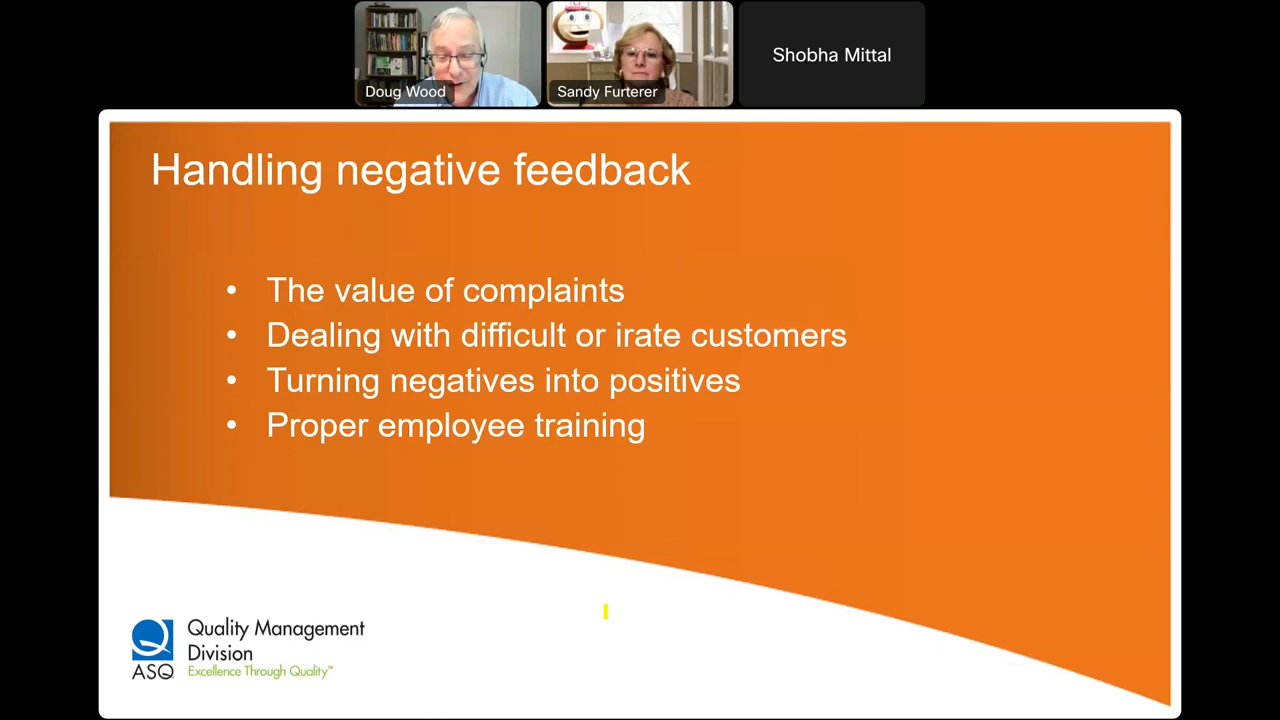 Doug Wood
Sandy Furterer
Shobha Mittal
Handling negative feedback
• The value of complaints
• Dealing with difficult or irate customers
• Turning negatives into positives
• Proper employee training
Quality Management
Division
ASQ
Excellence Through Quality™